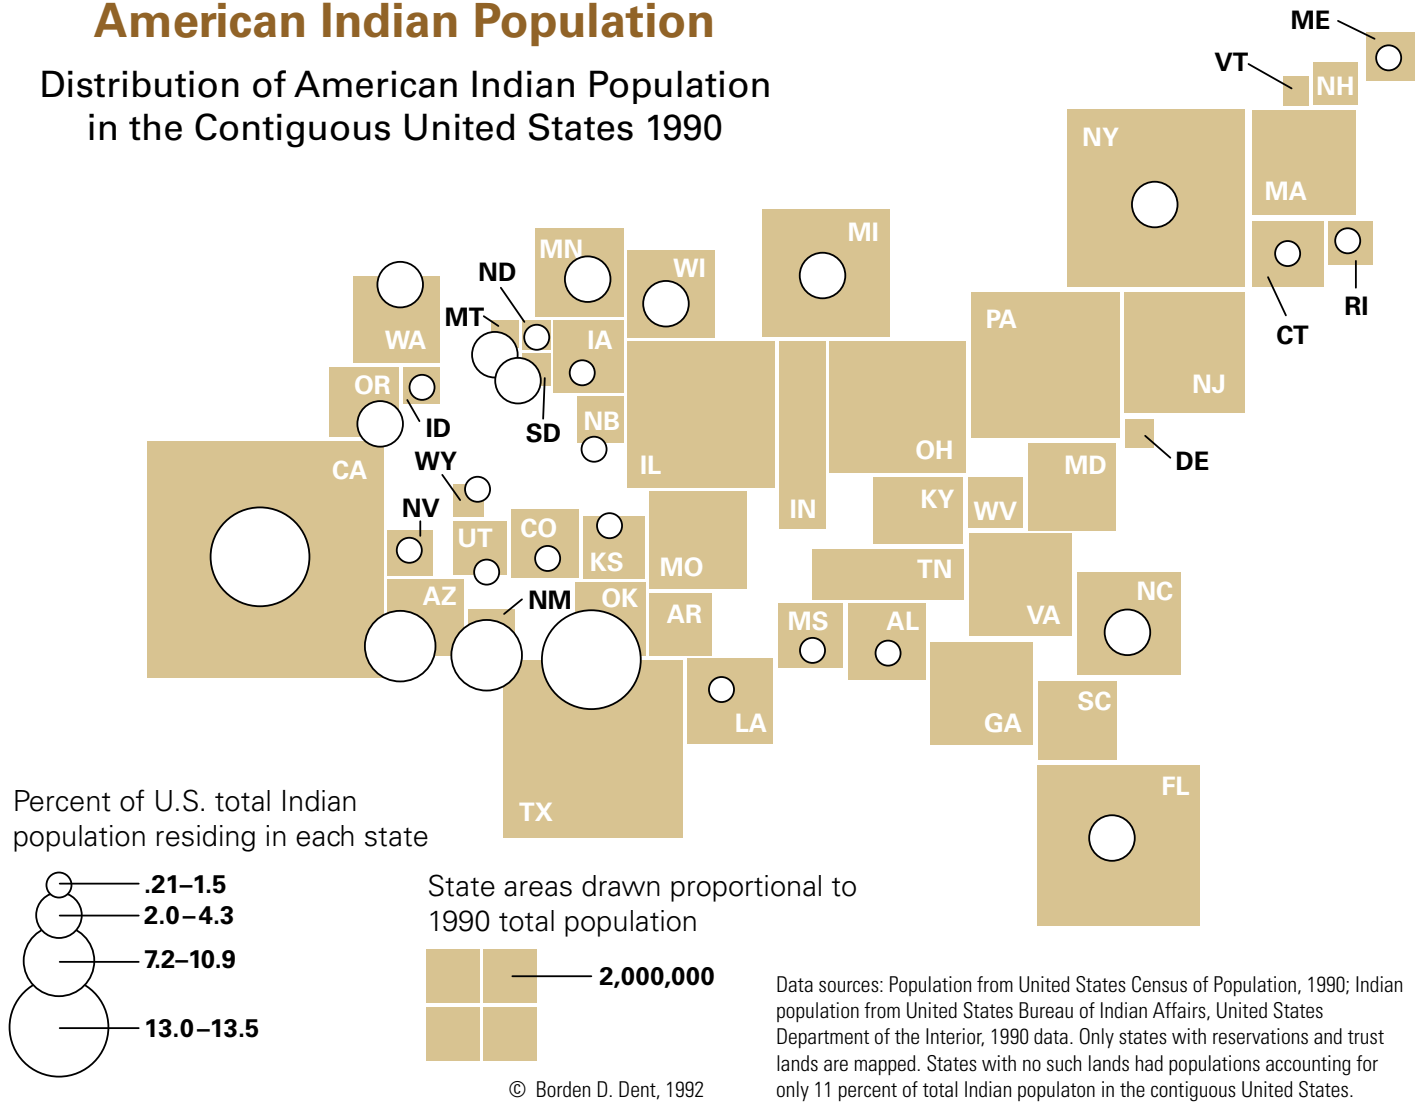 American Indian Population
Distribution of American Indian Population
in the Contiguous United States 1990
ME
VT
NH
NY
MA
MI
MN
WI
ND
MT
WA
IA
RI
CT
PA
OR
NJ
ID
SD
NB
WY
CA
IL
OH
MD
DE
NV
KY
IN
WV
UT
CO
KS
MO
TN
AZ
NM
OK
AR
MS
AL
VA
NC
LA
GA
SC
TX
FL
Percent of U.S. total Indian
population residing in each state
.21–1.5
2.0–4.3
7.2–10.9
13.0–13.5
State areas drawn proportional to
1990 total population
2,000,000
© Borden D. Dent, 1992
Data sources: Population from United States Census of Population, 1990; Indian
population from United States Bureau of Indian Affairs, United States
Department of the Interior, 1990 data. Only states with reservations and trust
lands are mapped. States with no such lands had populations accounting for
only 11 percent of total Indian populaton in the contiguous United States.